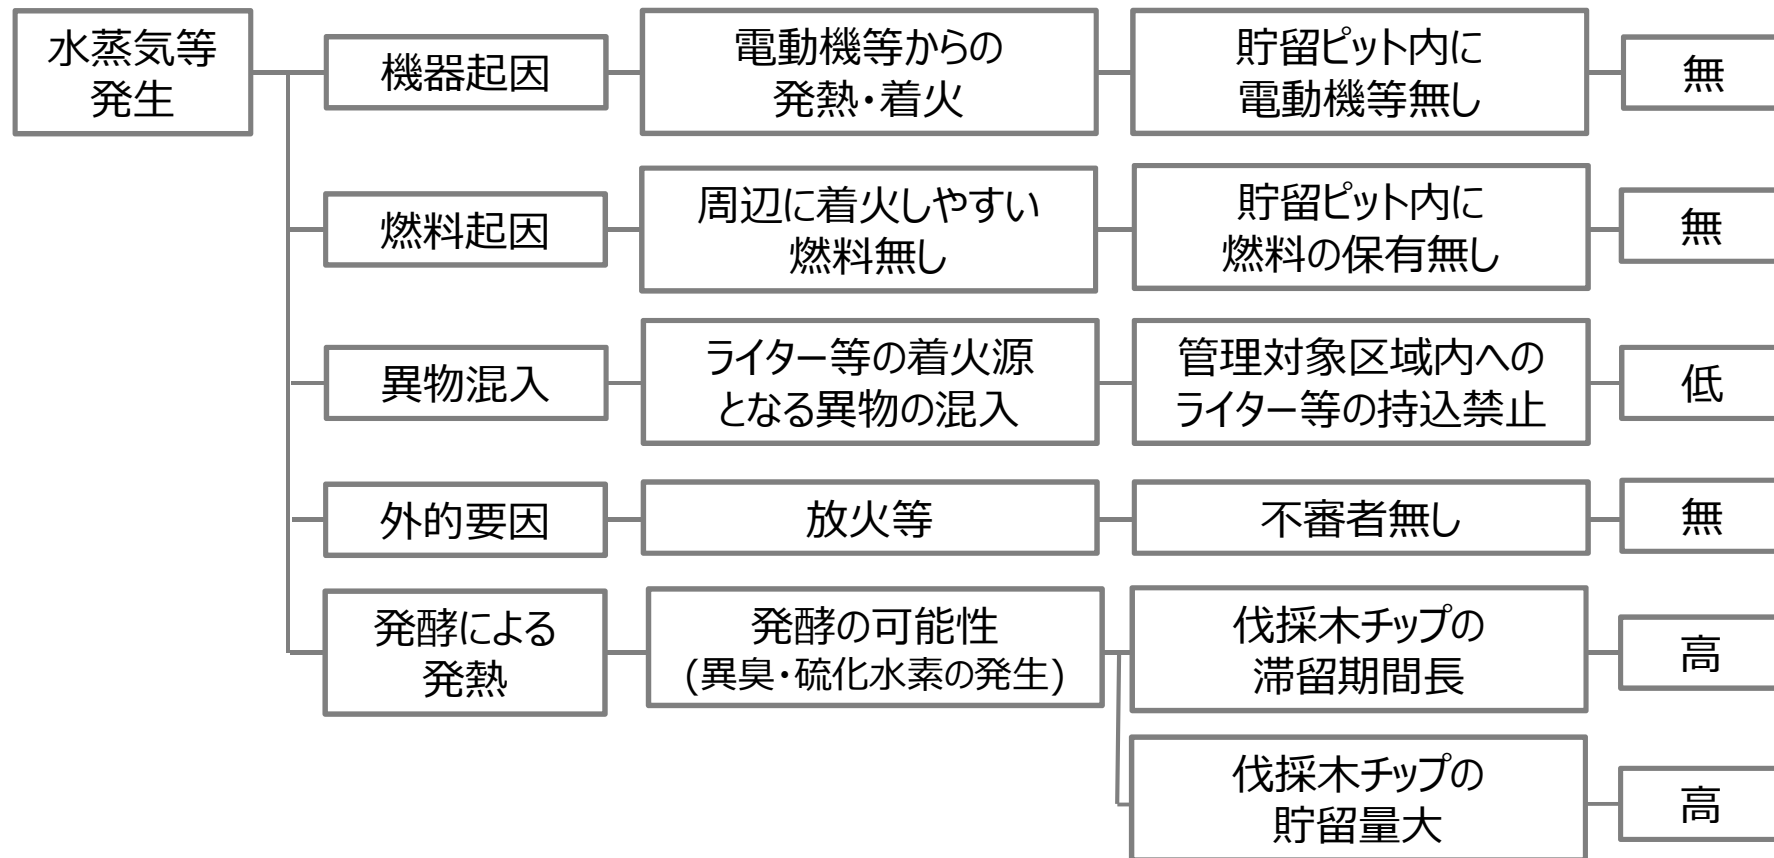 水蒸気等
発生
機器起因
電動機等からの
発熱・着火
貯留ピット内に
電動機等無し
無
燃料起因
周辺に着火しやすい
燃料無し
貯留ピット内に
燃料の保有無し
無
異物混入
ライター等の着火源
となる異物の混入
管理対象区域内への
ライター等の持込禁止
低
外的要因
放火等
不審者無し
無
発酵による
発熱
発酵の可能性
(異臭・硫化水素の発生)
伐採木チップの
滞留期間長
高
伐採木チップの
貯留量大
高